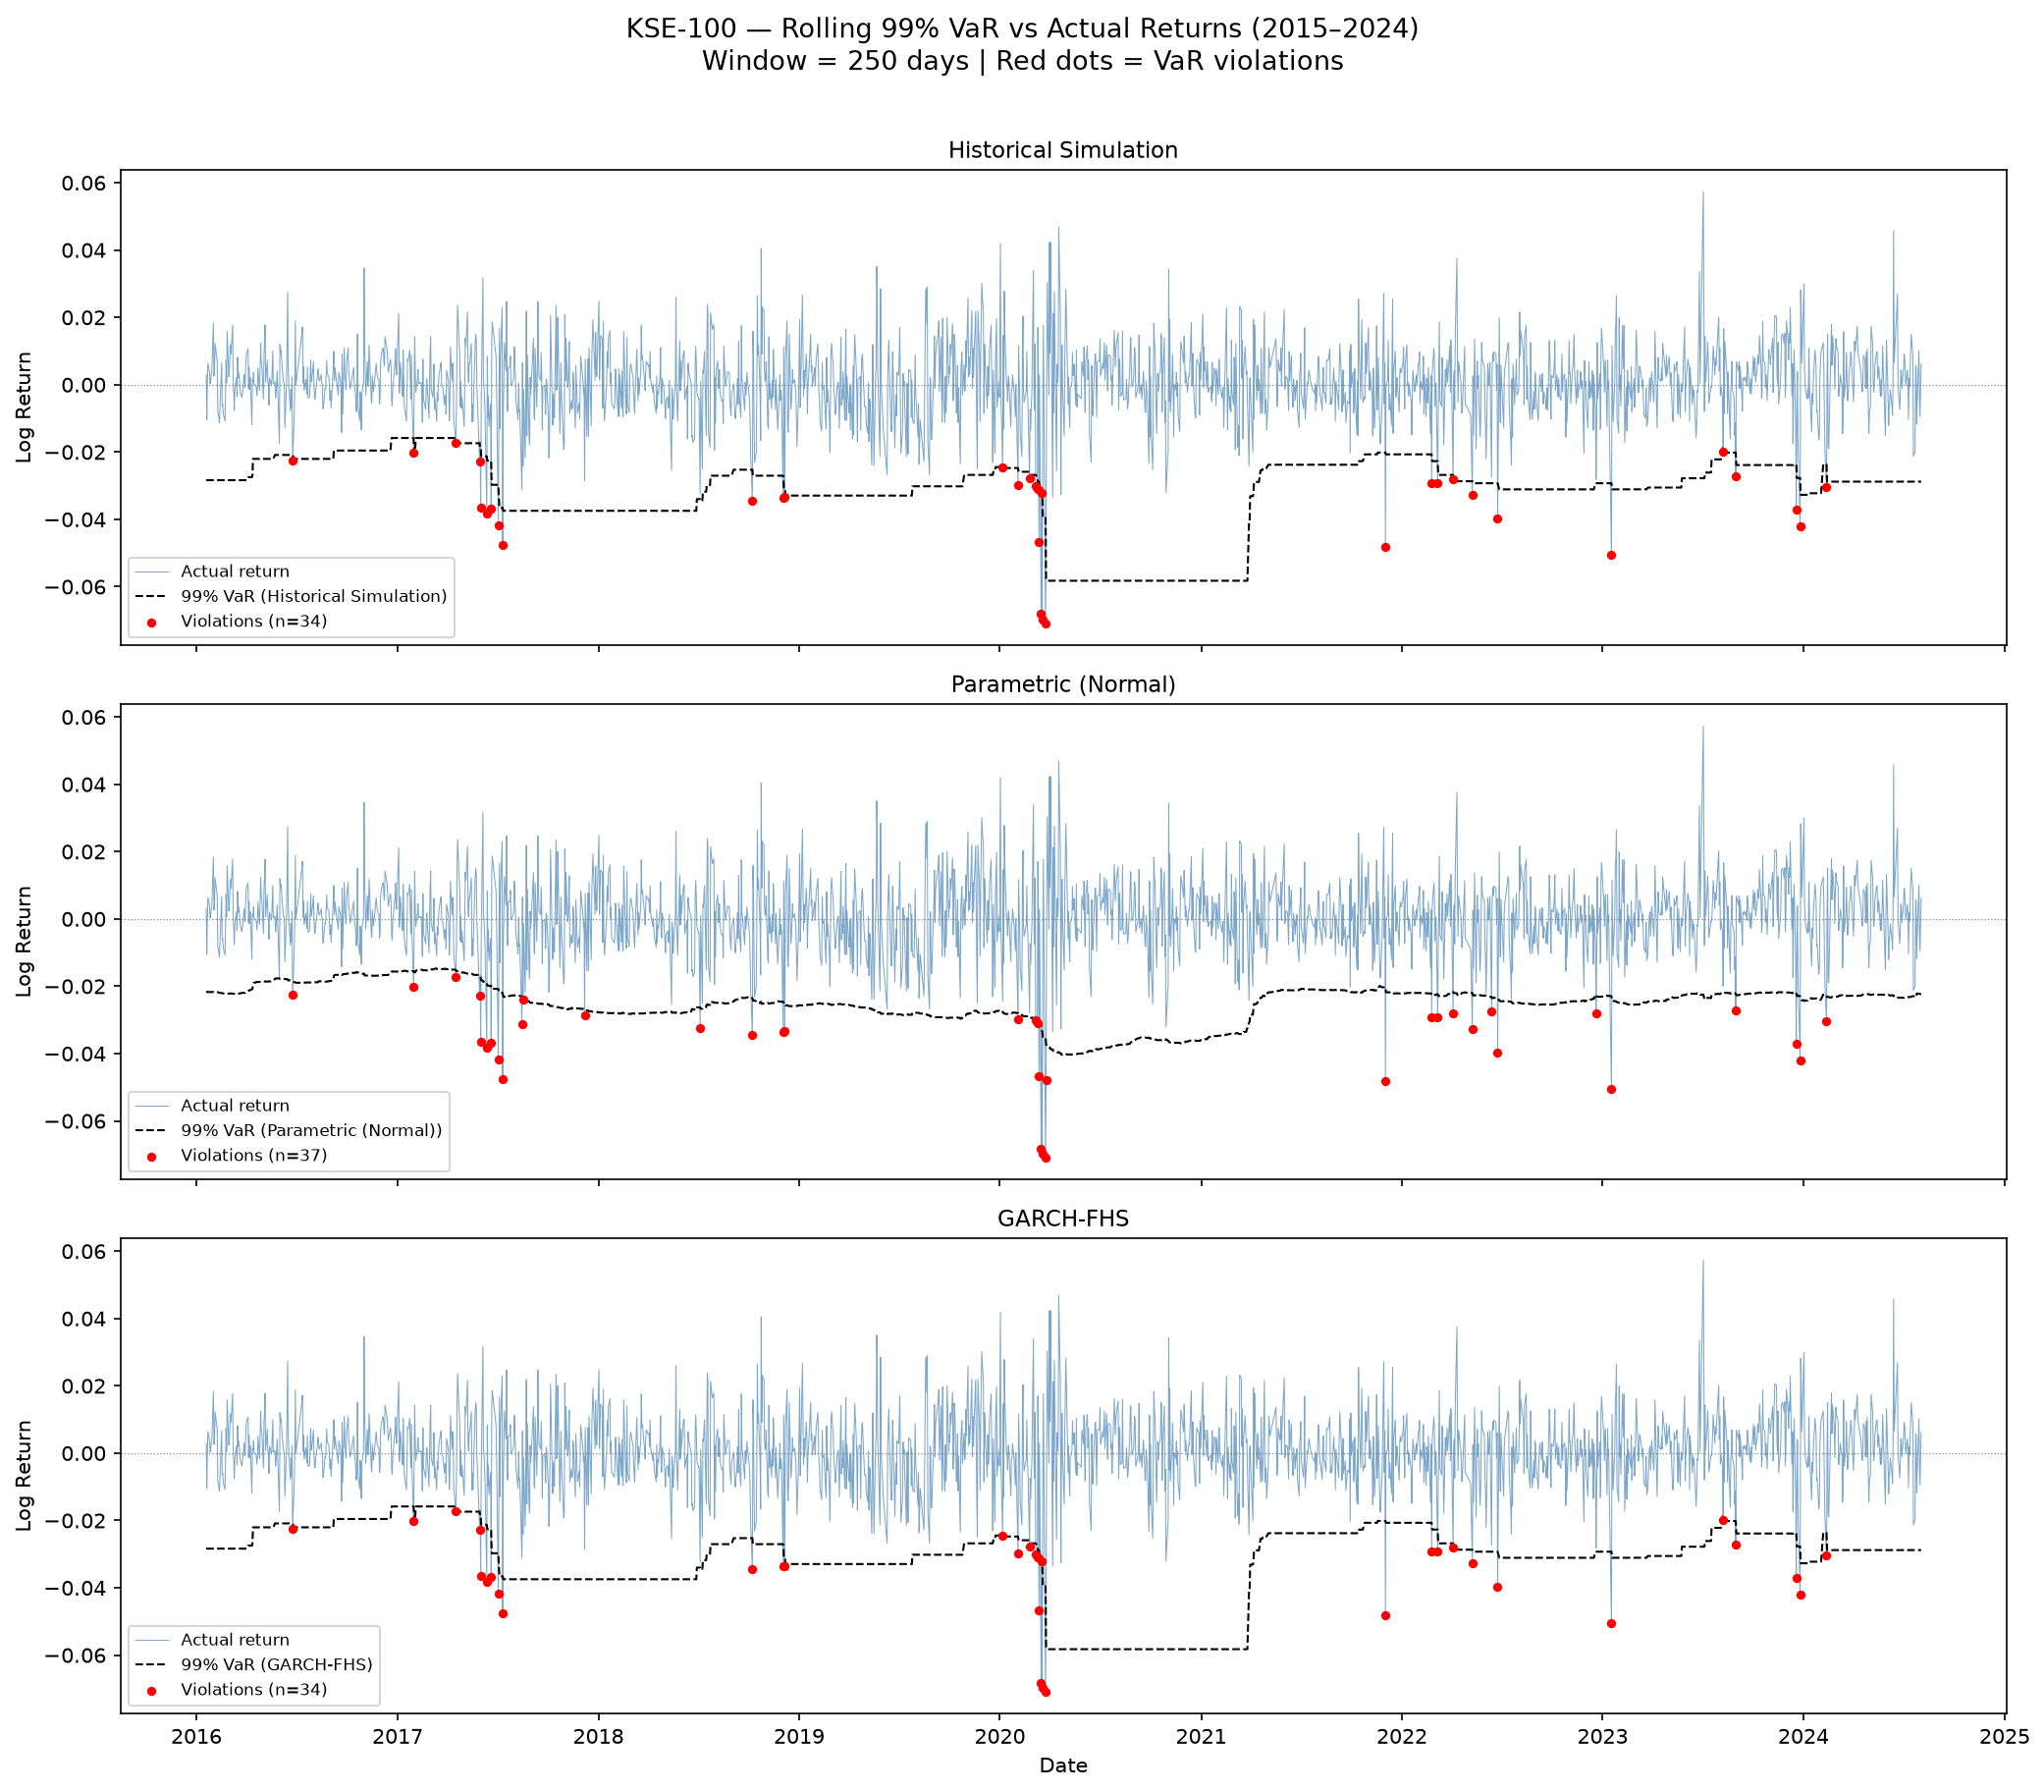 KSE-100 — Rolling 99% VaR vs Actual Returns (2015–2024)
Window = 250 days | Red dots = VaR violations
Historical Simulation
0.06
0.04
0.02
0.00
−0.02
−0.04
−0.06
Log Return
Actual return
99% VaR (Historical Simulation)
Violations (n=34)
Parametric (Normal)
0.06
0.04
0.02
0.00
−0.02
−0.04
−0.06
Log Return
Actual return
99% VaR (Parametric (Normal))
Violations (n=37)
GARCH-FHS
0.06
0.04
0.02
0.00
−0.02
−0.04
−0.06
Log Return
Actual return
99% VaR (GARCH-FHS)
Violations (n=34)
2016 2017 2018 2019 2020 2021 2022 2023 2024 2025
Date